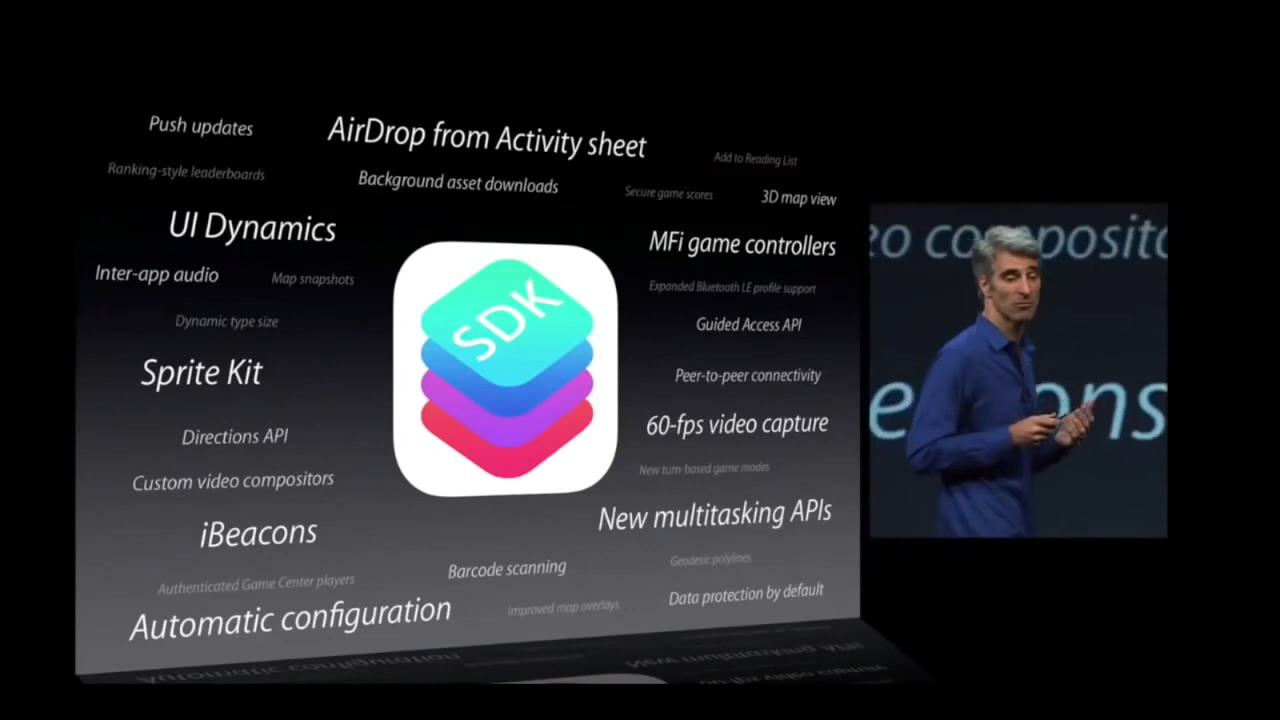 Push updates
AirDrop from Activity sheet
Add to Reading List
Ranking-style leaderboards
Background asset downloads
Secure game scores
3D map view
UI Dynamics
MFi game controllers
Inter-app audio
Map snapshots
Expanded Bluetooth LE profile support
Dynamic type size
Guided Access API
SDK
Sprite Kit
Peer-to-peer connectivity
60-fps video capture
Directions API
New turn-based game modes
Custom video compositors
New multitasking APIs
iBeacons
Barcode scanning
Geodesic polylines
Authenticated Game Center players
Data protection by default
Automatic configuration
Improved map overlays